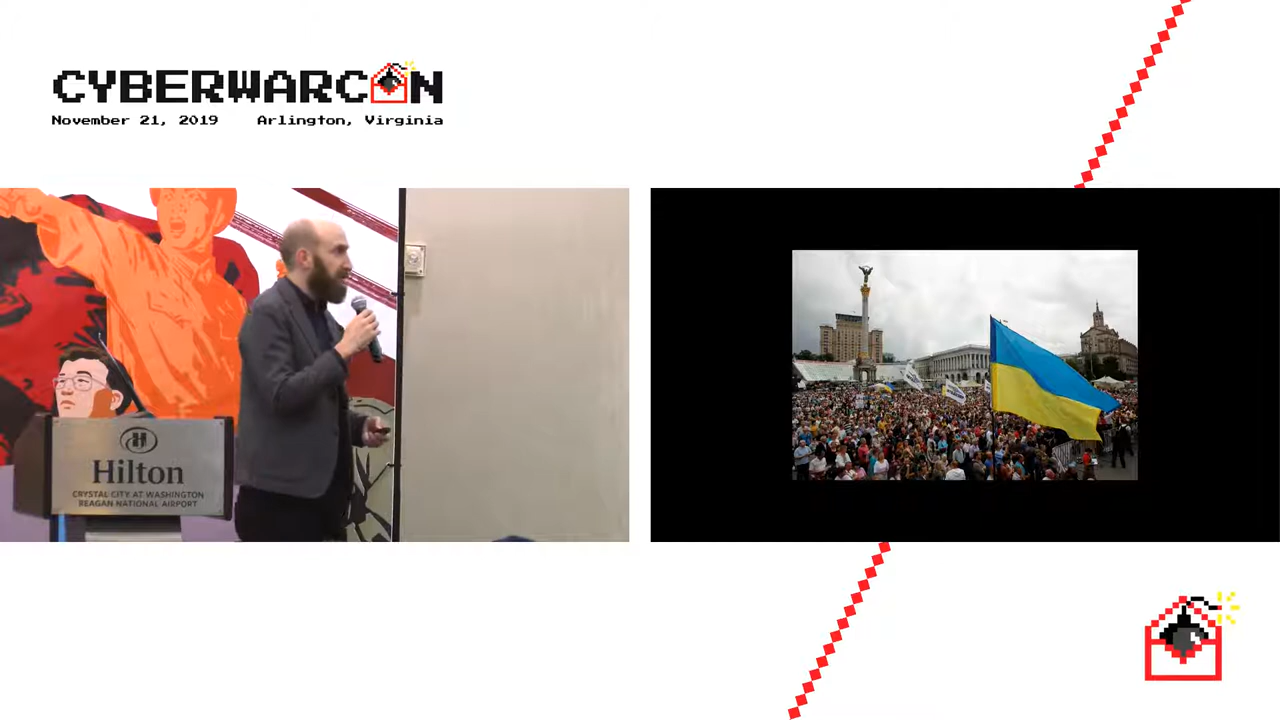 CYBERWARCON
November 21, 2019 Arlington, Virginia
H
Hilton
CRYSTAL CITY AT WASHINGTON
REAGAN NATIONAL AIRPORT